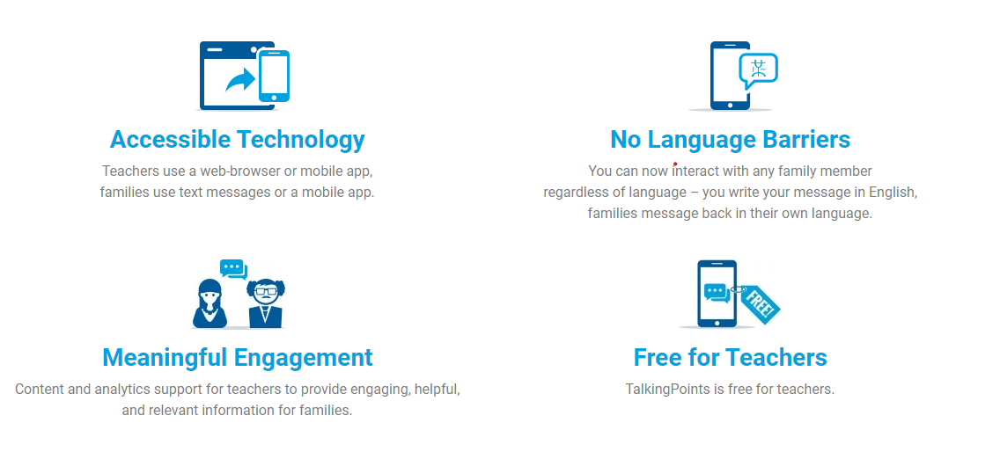 Accessible Technology
Teachers use a web-browser or mobile app,
families use text messages or a mobile app.
No Language Barriers
You can now interact with any family member
regardless of language – you write your message in English,
families message back in their own language.
Meaningful Engagement
Content and analytics support for teachers to provide engaging, helpful,
and relevant information for families.
FREE!
Free for Teachers
TalkingPoints is free for teachers.